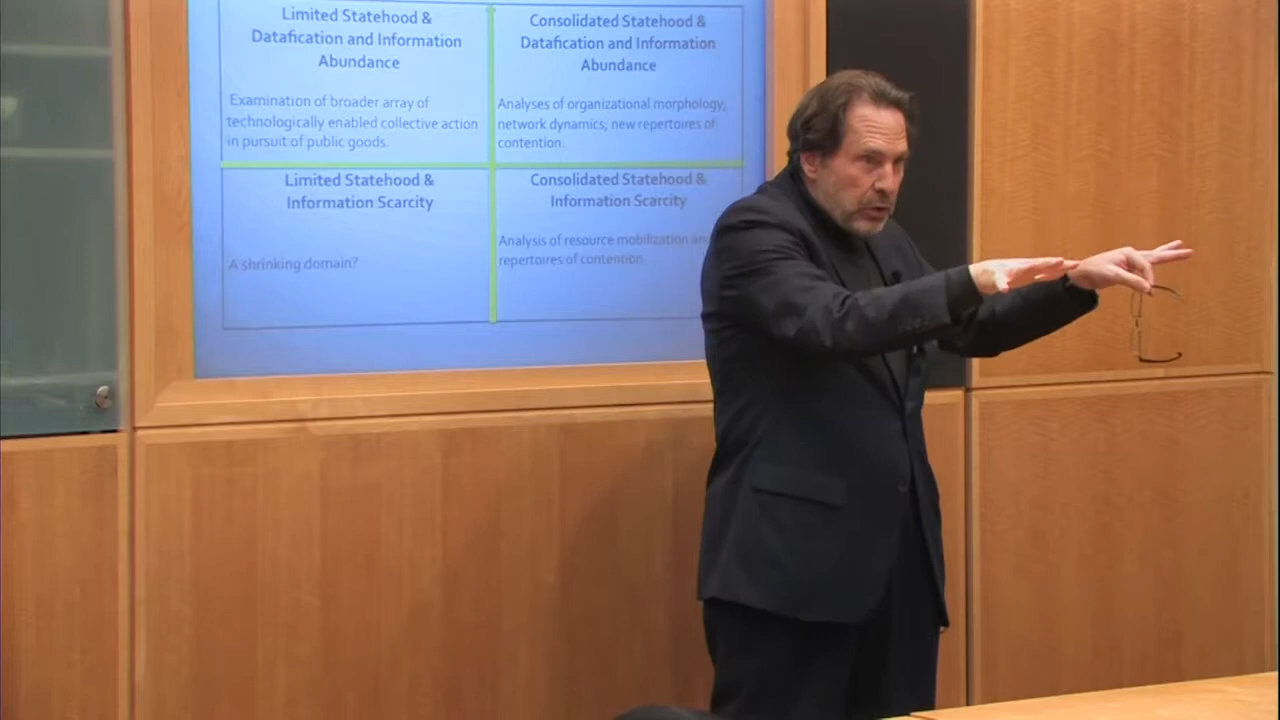 Limited Statehood &
Datafication and Information
Abundance
Examination of broader array of
technologically enabled collective action
in pursuit of public goods.
Consolidated Statehood &
Datafication and Information
Abundance
Analyses of organizational morphology,
network dynamics; new repertoires of
contention.
Limited Statehood &
Information Scarcity
A shrinking domain?
Consolidated Statehood &
Information Scarcity
Analysis of resource mobilization and
repertoires of contention.